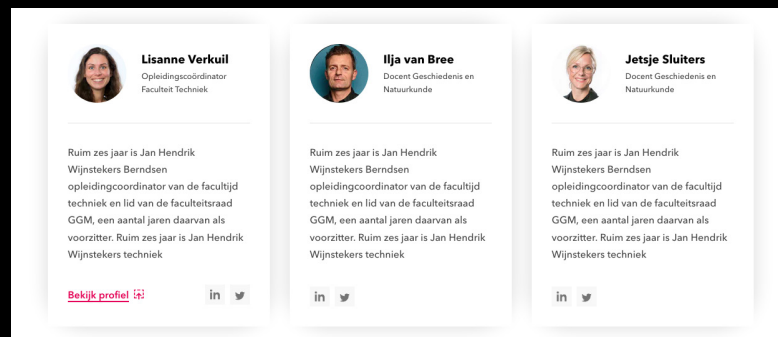 Lisanne Verkuil
Opleidingscoördinator
Faculteit Techniek
Ruim zes jaar is Jan Hendrik
Wijnstekers Berndsen
opleidingcoordinator van de facultijd
techniek en lid van de faculteitsraad
GGM, een aantal jaren daarvan als
voorzitter. Ruim zes jaar is Jan Hendrik
Wijnstekers techniek
Bekijk profiel
in
Ilja van Bree
Docent Geschiedenis en
Natuurkunde
Ruim zes jaar is Jan Hendrik
Wijnstekers Berndsen
opleidingcoordinator van de facultijd
techniek en lid van de faculteitsraad
GGM, een aantal jaren daarvan als
voorzitter. Ruim zes jaar is Jan Hendrik
Wijnstekers techniek
in
Jetsje Sluiters
Docent Geschiedenis en
Natuurkunde
Ruim zes jaar is Jan Hendrik
Wijnstekers Berndsen
opleidingcoordinator van de facultijd
techniek en lid van de faculteitsraad
GGM, een aantal jaren daarvan als
voorzitter. Ruim zes jaar is Jan Hendrik
Wijnstekers techniek
in